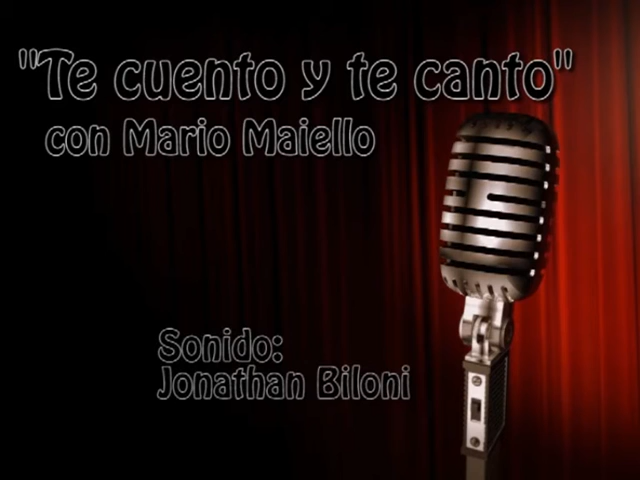 "Te cuento y te canto"
con Mario Maiello
Sonido:
Jonathan Biloni